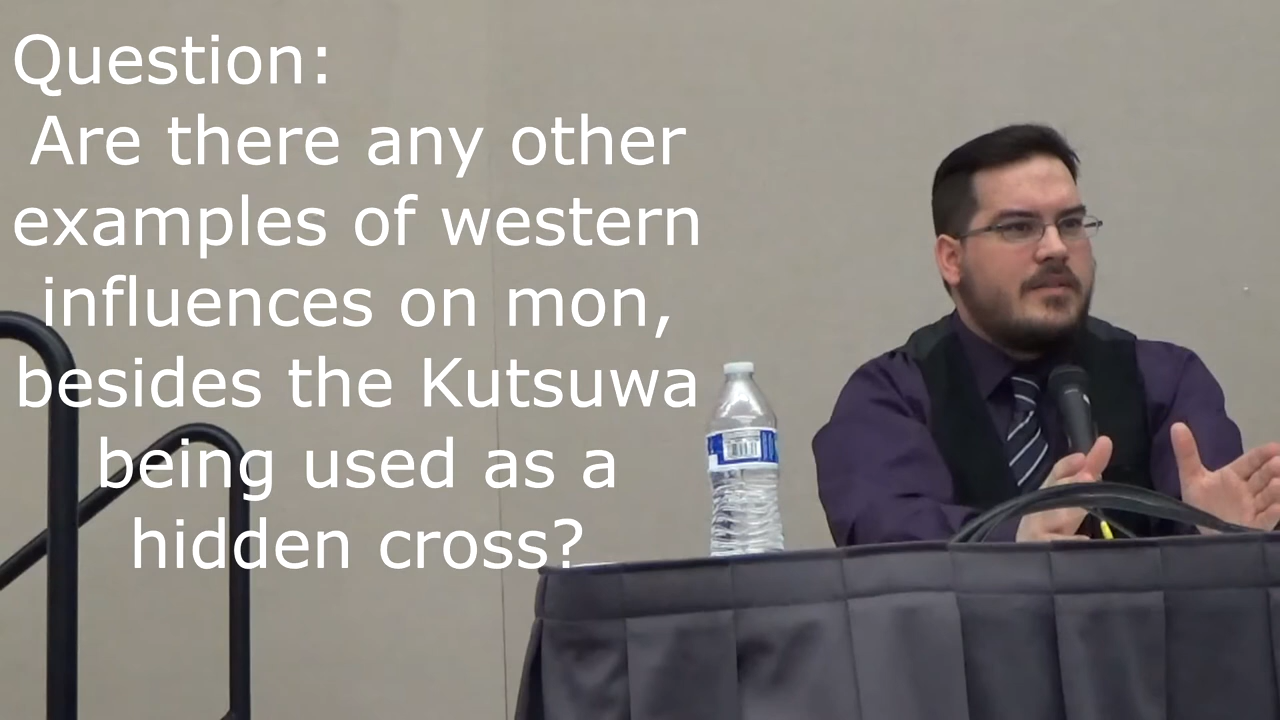 Question:
Are there any other
examples of western
influences on mon,
besides the Kutsuwa
being used as a
hidden cross?